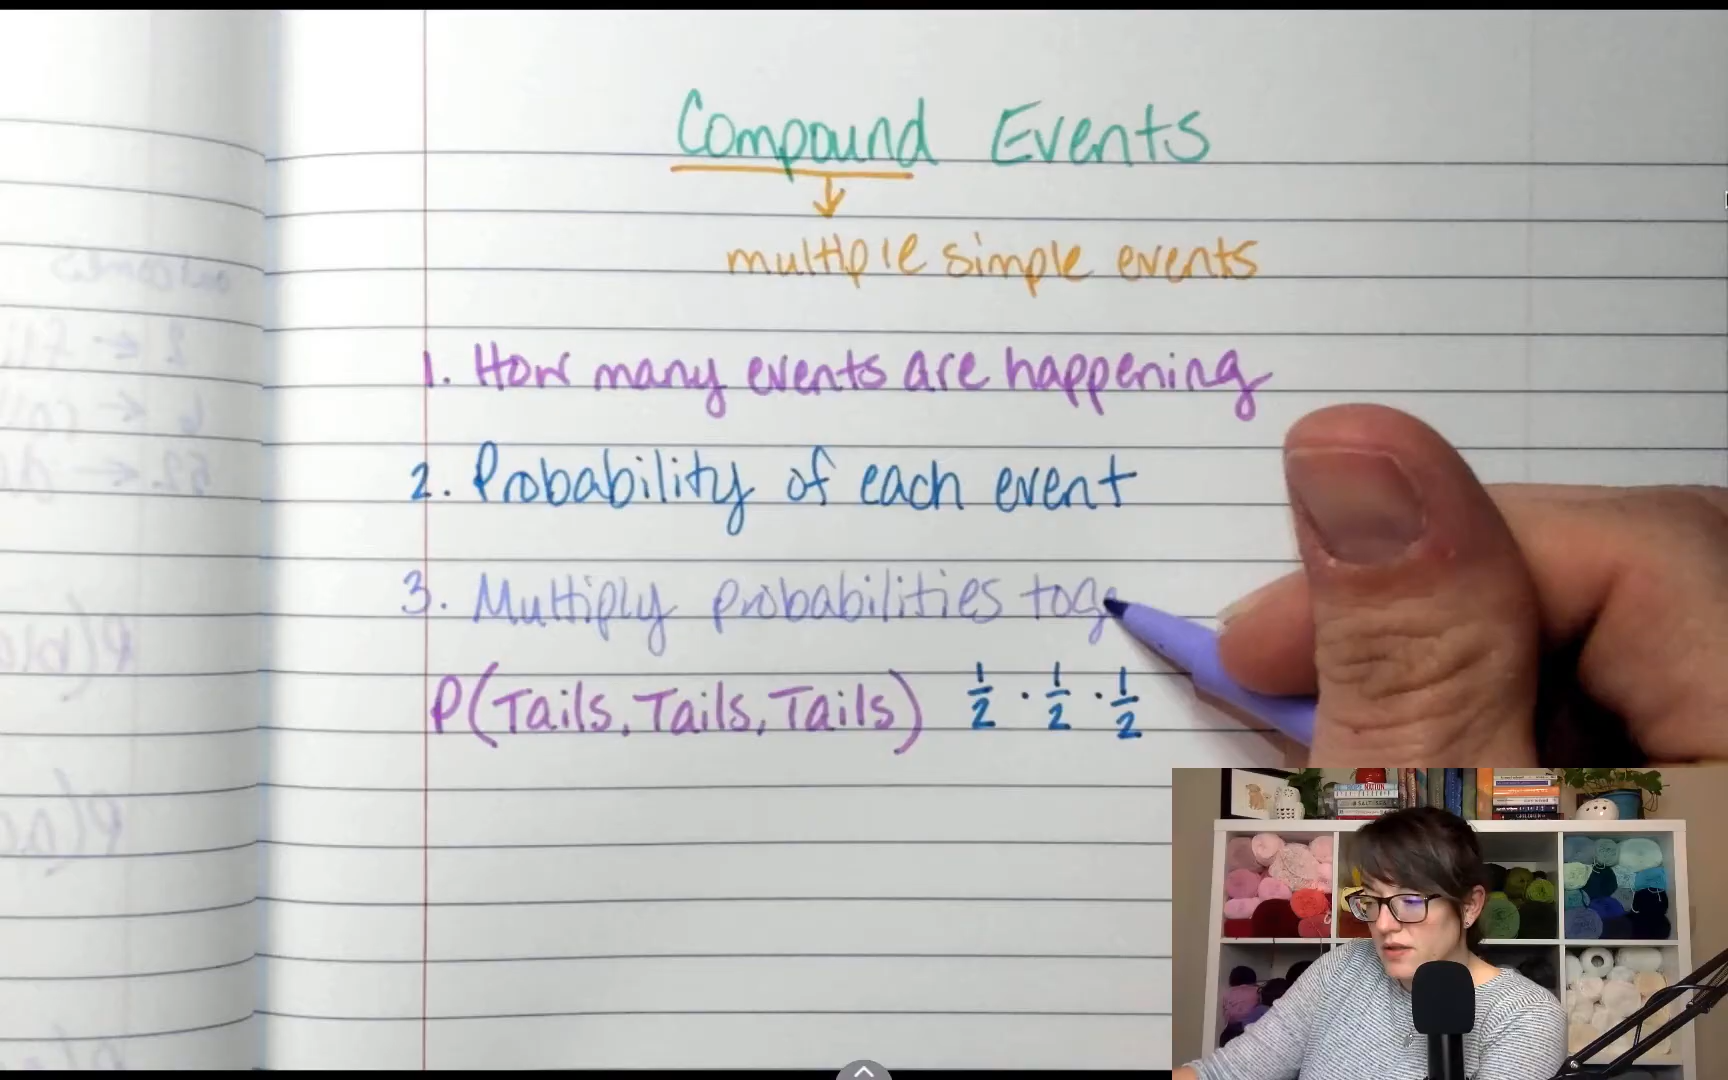 Compound Events
multiple simple events
1. How many events are happening
2. Probability of each event
3. Multiply probabilities tog
P(Tails, Tails, Tails) 1/2 · 1/2 · 1/2